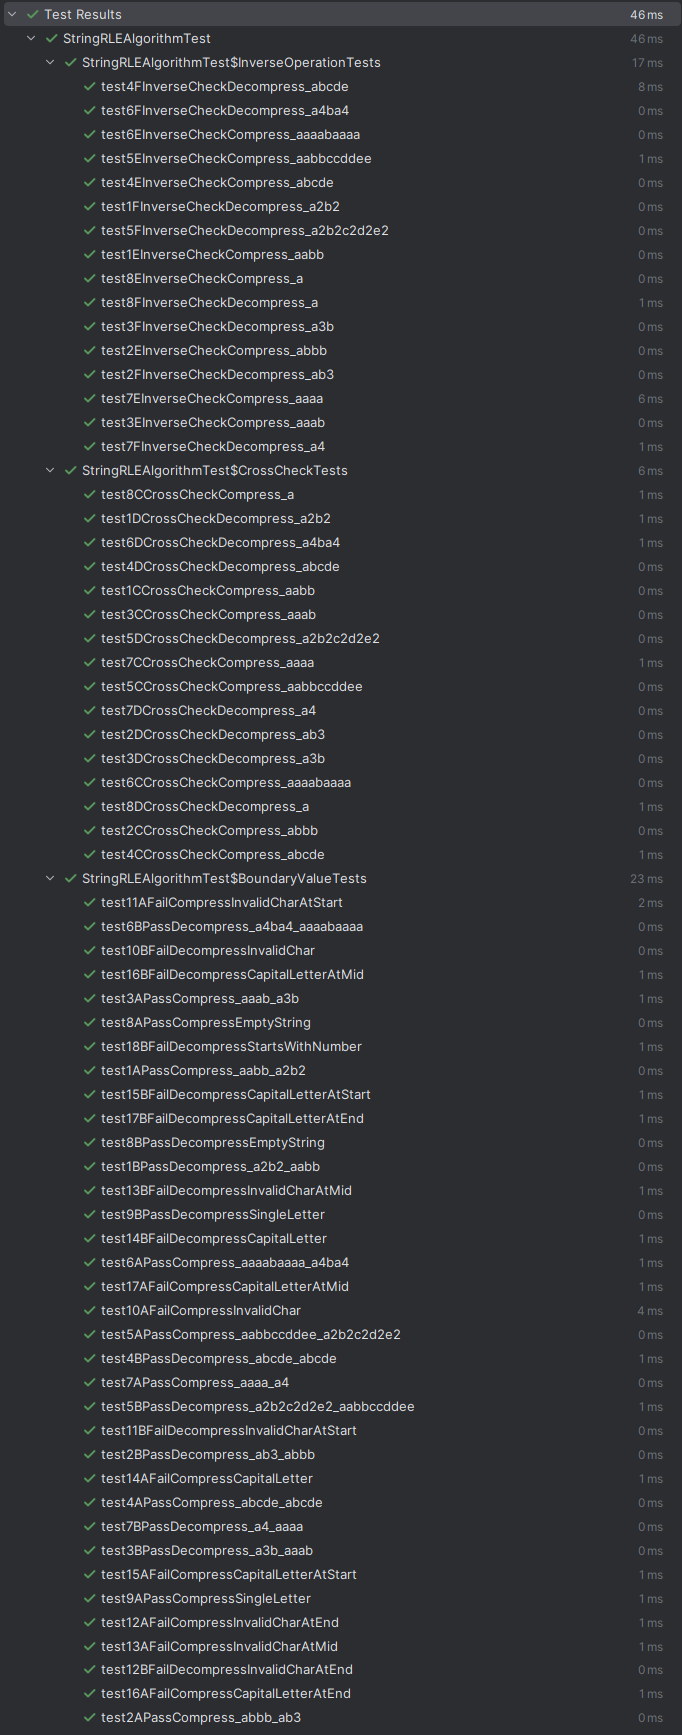 Test Results 46 ms
StringRLEAlgorithmTest 46 ms
StringRLEAlgorithmTest$InverseOperationTests 17 ms
test4FInverseCheckDecompress_abcde 8 ms
test6FInverseCheckDecompress_a4ba4 0 ms
test6EInverseCheckCompress_aaaabaaaa 0 ms
test5EInverseCheckCompress_aabbccddee 1 ms
test4EInverseCheckCompress_abcde 0 ms
test1FInverseCheckDecompress_a2b2 0 ms
test5FInverseCheckDecompress_a2b2c2d2e2 0 ms
test1EInverseCheckCompress_aabb 0 ms
test8EInverseCheckCompress_a 0 ms
test8FInverseCheckDecompress_a 1 ms
test3FInverseCheckDecompress_a3b 0 ms
test2EInverseCheckCompress_abbb 0 ms
test2FInverseCheckDecompress_ab3 0 ms
test7EInverseCheckCompress_aaaa 6 ms
test3EInverseCheckCompress_aaab 0 ms
test7FInverseCheckDecompress_a4 1 ms
StringRLEAlgorithmTest$CrossCheckTests 6 ms
test8CCrossCheckCompress_a 1 ms
test1DCrossCheckDecompress_a2b2 1 ms
test6DCrossCheckDecompress_a4ba4 1 ms
test4DCrossCheckDecompress_abcde 0 ms
test1CCrossCheckCompress_aabb 0 ms
test3CCrossCheckCompress_aaab 0 ms
test5DCrossCheckDecompress_a2b2c2d2e2 0 ms
test7CCrossCheckCompress_aaaa 1 ms
test5CCrossCheckCompress_aabbccddee 0 ms
test7DCrossCheckDecompress_a4 0 ms
test2DCrossCheckDecompress_ab3 0 ms
test3DCrossCheckDecompress_a3b 0 ms
test6CCrossCheckCompress_aaaabaaaa 0 ms
test8DCrossCheckDecompress_a 1 ms
test2CCrossCheckCompress_abbb 0 ms
test4CCrossCheckCompress_abcde 1 ms
StringRLEAlgorithmTest$BoundaryValueTests 23 ms
test11AFailCompressInvalidCharAtStart 2 ms
test6BPassDecompress_a4ba4_aaaabaaaa 0 ms
test10BFailDecompressInvalidChar 0 ms
test16BFailDecompressCapitalLetterAtMid 1 ms
test3APassCompress_aaab_a3b 1 ms
test8APassCompressEmptyString 0 ms
test18BFailDecompressStartsWithNumber 1 ms
test1APassCompress_aabb_a2b2 0 ms
test15BFailDecompressCapitalLetterAtStart 1 ms
test17BFailDecompressCapitalLetterAtEnd 1 ms
test8BPassDecompressEmptyString 0 ms
test1BPassDecompress_a2b2_aabb 0 ms
test13BFailDecompressInvalidCharAtMid 1 ms
test9BPassDecompressSingleLetter 0 ms
test14BFailDecompressCapitalLetter 1 ms
test6APassCompress_aaaabaaaa_a4ba4 1 ms
test17AFailCompressCapitalLetterAtMid 1 ms
test10AFailCompressInvalidChar 4 ms
test5APassCompress_aabbccddee_a2b2c2d2e2 0 ms
test4BPassDecompress_abcde_abcde 1 ms
test7APassCompress_aaaa_a4 0 ms
test5BPassDecompress_a2b2c2d2e2_aabbccddee 1 ms
test11BFailDecompressInvalidCharAtStart 0 ms
test2BPassDecompress_ab3_abbb 0 ms
test14AFailCompressCapitalLetter 1 ms
test4APassCompress_abcde_abcde 0 ms
test7BPassDecompress_a4_aaaa 0 ms
test3BPassDecompress_a3b_aaab 0 ms
test15AFailCompressCapitalLetterAtStart 1 ms
test9APassCompressSingleLetter 1 ms
test12AFailCompressInvalidCharAtEnd 1 ms
test13AFailCompressInvalidCharAtMid 1 ms
test12BFailDecompressInvalidCharAtEnd 0 ms
test16AFailCompressCapitalLetterAtEnd 1 ms
test2APassCompress_abbb_ab3 0 ms